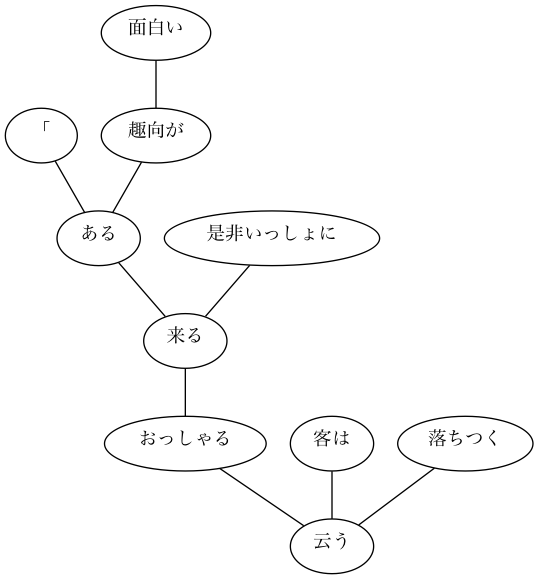 面白い
「 趣向が
ある 是非いっしょに
来る
おっしゃる 客は 落ちつく
云う